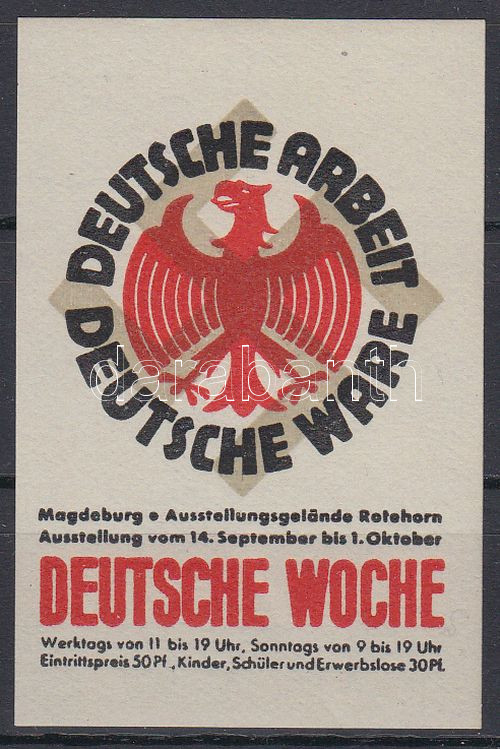 DEUTSCHE ARBEIT
DEUTSCHE WARE
darabanth
Magdeburg • Ausstellungsgelände Rotehorn
Ausstellung vom 14. September bis 1. Oktober
DEUTSCHE WOCHE
Werktags von 11 bis 19 Uhr, Sonntags von 9 bis 19 Uhr
Eintrittspreis 50 Pf., Kinder, Schüler und Erwerbslose 30 Pf.